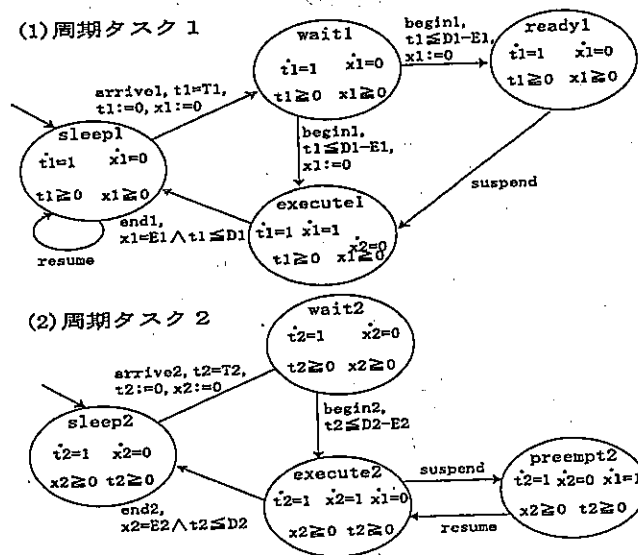 (1)周期タスク1
wait1
ṫ1=1 ẋ1=0
t1≧0 x1≧0
begin1,
t1≦D1-E1,
x1:=0
ready1
ṫ1=1 ẋ1=0
t1≧0 x1≧0
arrive1, t1=T1,
t1:=0, x1:=0
sleep1
ṫ1=1 ẋ1=0
t1≧0 x1≧0
resume
begin1,
t1≦D1-E1,
x1:=0
suspend
end1,
x1=E1∧t1≦D1
execute1
ṫ1=1 ẋ1=1
ẋ2=0
t1≧0 x1≧0
(2)周期タスク2
wait2
ṫ2=1 ẋ2=0
t2≧0 x2≧0
arrive2, t2=T2,
t2:=0, x2:=0
sleep2
ṫ2=1 ẋ2=0
x2≧0 t2≧0
begin2,
t2≦D2-E2
end2,
x2=E2∧t2≦D2
execute2
ṫ2=1 ẋ2=1 ẋ1=0
x2≧0 t2≧0
suspend
resume
preempt2
ṫ2=1 ẋ2=0 ẋ1=1
x2≧0 t2≧0